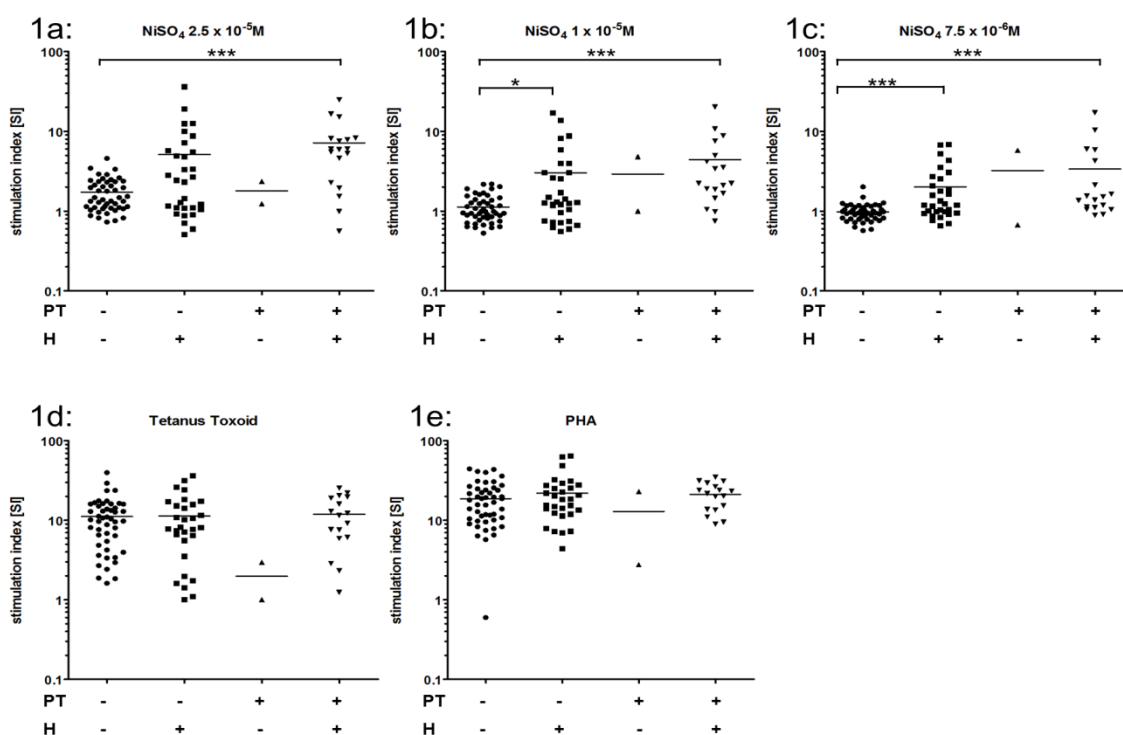 1a: NiSO₄ 2.5 x 10⁻⁵M
***
stimulation index [SI]
100
10
1
0.1
PT - - + +
H - + - +
1b: NiSO₄ 1 x 10⁻⁵M
***
*
stimulation index [SI]
100
10
1
0.1
- - + +
- + - +
1c: NiSO₄ 7.5 x 10⁻⁶M
***
***
stimulation index [SI]
100
10
1
0.1
- - + +
- + - +
1d: Tetanus Toxoid
stimulation index [SI]
100
10
1
0.1
PT - - + +
H - + - +
1e: PHA
stimulation index [SI]
100
10
1
0.1
- - + +
- + - +